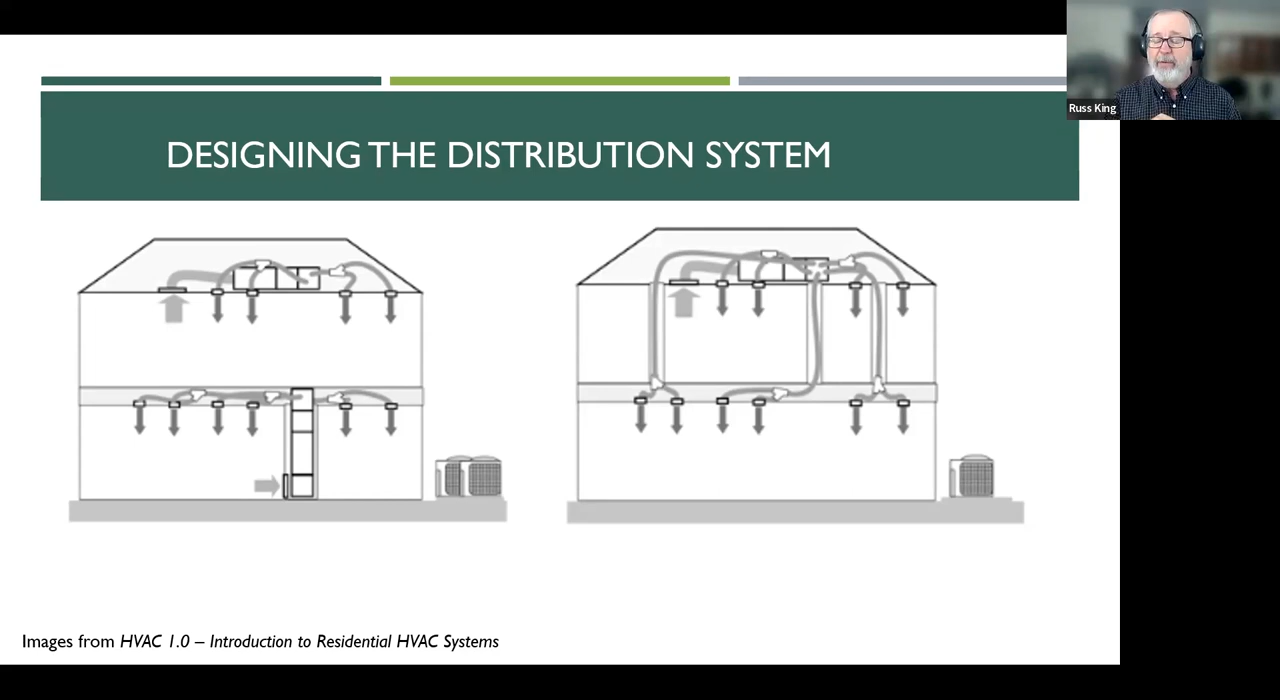 Russ King
DESIGNING THE DISTRIBUTION SYSTEM
Images from HVAC 1.0 – Introduction to Residential HVAC Systems